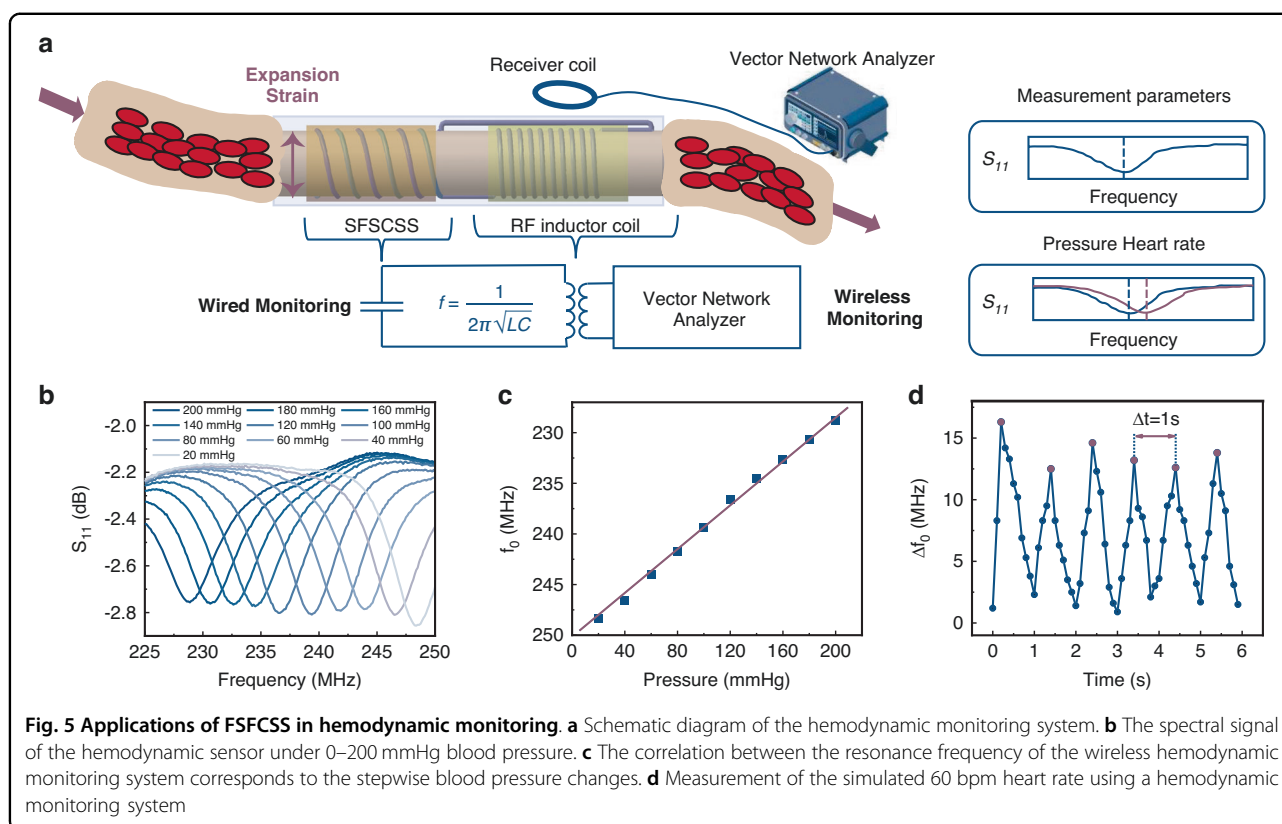 a
Expansion
Strain
Receiver coil
Vector Network Analyzer
SFSCSS
RF inductor coil
Wired Monitoring
f = 1 / 2π√LC
Vector Network
Analyzer
Wireless
Monitoring
Measurement parameters
S11
Frequency
Pressure Heart rate
S11
Frequency
b
200 mmHg 180 mmHg 160 mmHg
140 mmHg 120 mmHg 100 mmHg
80 mmHg 60 mmHg 40 mmHg
20 mmHg
S11 (dB)
-2.0
-2.2
-2.4
-2.6
-2.8
225 230 235 240 245 250
Frequency (MHz)
c
f0 (MHz)
230
235
240
245
250
0 40 80 120 160 200
Pressure (mmHg)
d
Δt=1s
Δf0 (MHz)
15
10
5
0
0 1 2 3 4 5 6
Time (s)
Fig. 5 Applications of FSFCSS in hemodynamic monitoring. a Schematic diagram of the hemodynamic monitoring system. b The spectral signal
of the hemodynamic sensor under 0–200 mmHg blood pressure. c The correlation between the resonance frequency of the wireless hemodynamic
monitoring system corresponds to the stepwise blood pressure changes. d Measurement of the simulated 60 bpm heart rate using a hemodynamic
monitoring system